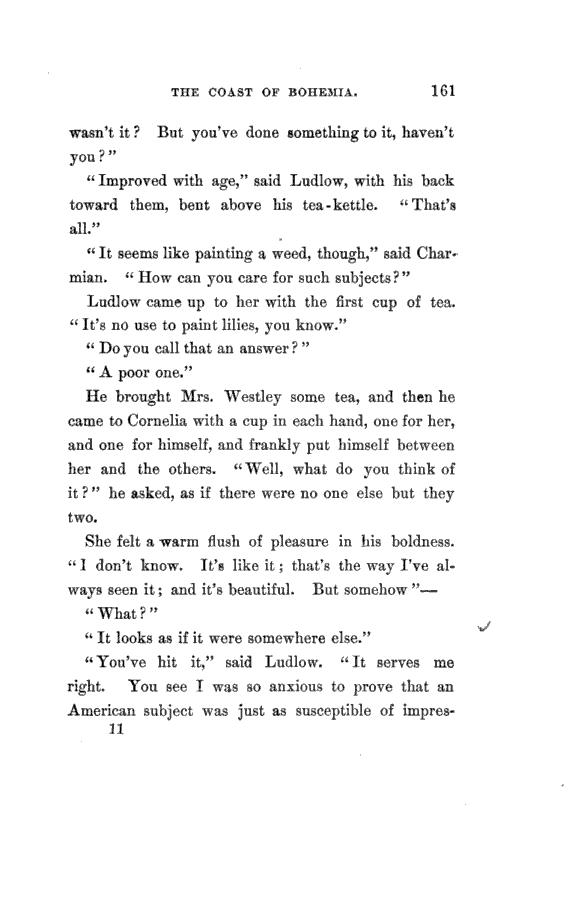 THE COAST OF BOHEMIA. 161
wasn't it? But you've done something to it, haven't
you?"
"Improved with age," said Ludlow, with his back
toward them, bent above his tea-kettle. "That's
all."
"It seems like painting a weed, though," said Char-
mian. "How can you care for such subjects?"
Ludlow came up to her with the first cup of tea.
"It's no use to paint lilies, you know."
"Do you call that an answer?"
"A poor one."
He brought Mrs. Westley some tea, and then he
came to Cornelia with a cup in each hand, one for her,
and one for himself, and frankly put himself between
her and the others. "Well, what do you think of
it?" he asked, as if there were no one else but they
two.
She felt a warm flush of pleasure in his boldness.
"I don't know. It's like it; that's the way I've al-
ways seen it; and it's beautiful. But somehow"—
"What?"
"It looks as if it were somewhere else."
"You've hit it," said Ludlow. "It serves me
right. You see I was so anxious to prove that an
American subject was just as susceptible of impres-
11